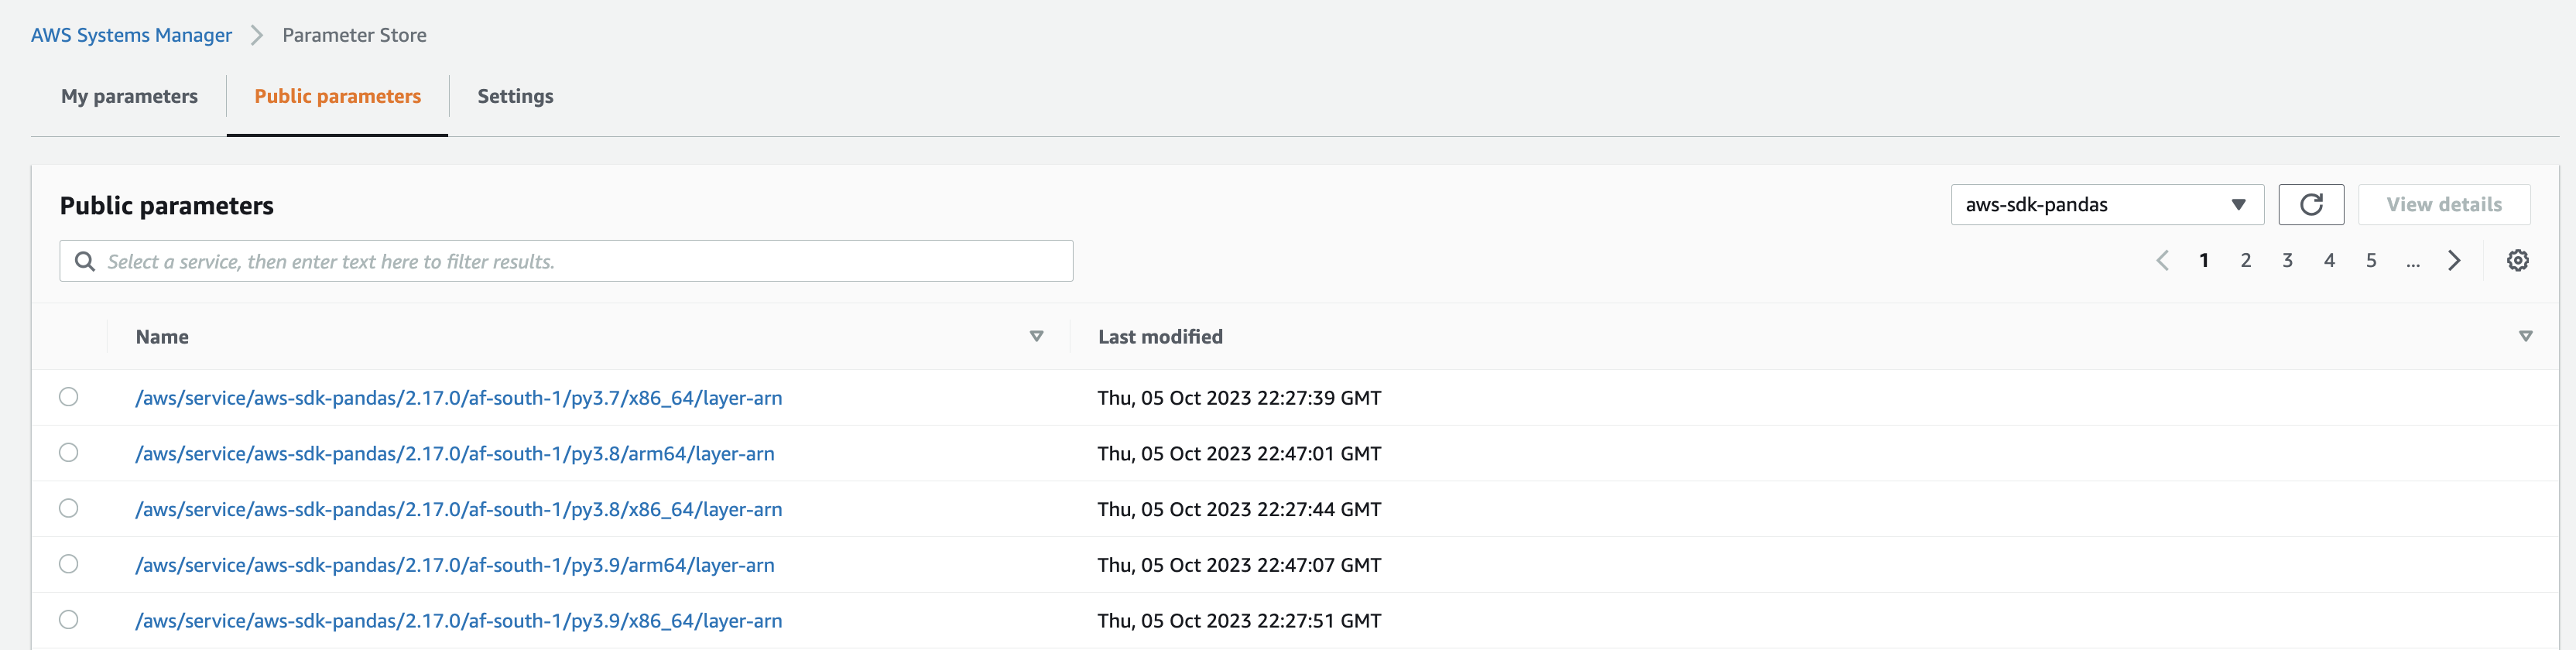 AWS Systems Manager Parameter Store
My parameters Public parameters Settings
Public parameters aws-sdk-pandas View details
Select a service, then enter text here to filter results. 1 2 3 4 5 ...
Name Last modified
/aws/service/aws-sdk-pandas/2.17.0/af-south-1/py3.7/x86_64/layer-arn Thu, 05 Oct 2023 22:27:39 GMT
/aws/service/aws-sdk-pandas/2.17.0/af-south-1/py3.8/arm64/layer-arn Thu, 05 Oct 2023 22:47:01 GMT
/aws/service/aws-sdk-pandas/2.17.0/af-south-1/py3.8/x86_64/layer-arn Thu, 05 Oct 2023 22:27:44 GMT
/aws/service/aws-sdk-pandas/2.17.0/af-south-1/py3.9/arm64/layer-arn Thu, 05 Oct 2023 22:47:07 GMT
/aws/service/aws-sdk-pandas/2.17.0/af-south-1/py3.9/x86_64/layer-arn Thu, 05 Oct 2023 22:27:51 GMT